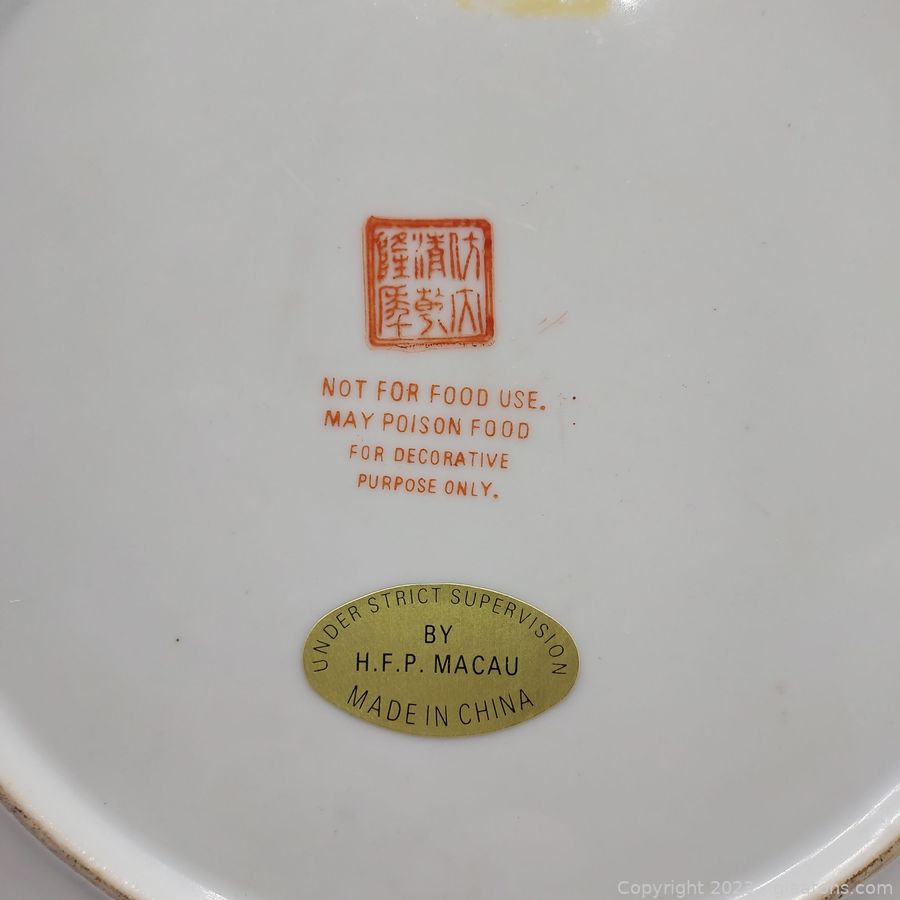 仿大
清乾
隆年
NOT FOR FOOD USE.
MAY POISON FOOD
FOR DECORATIVE
PURPOSE ONLY.
UNDER STRICT SUPERVISION
BY
H.F.P. MACAU
MADE IN CHINA
Copyright